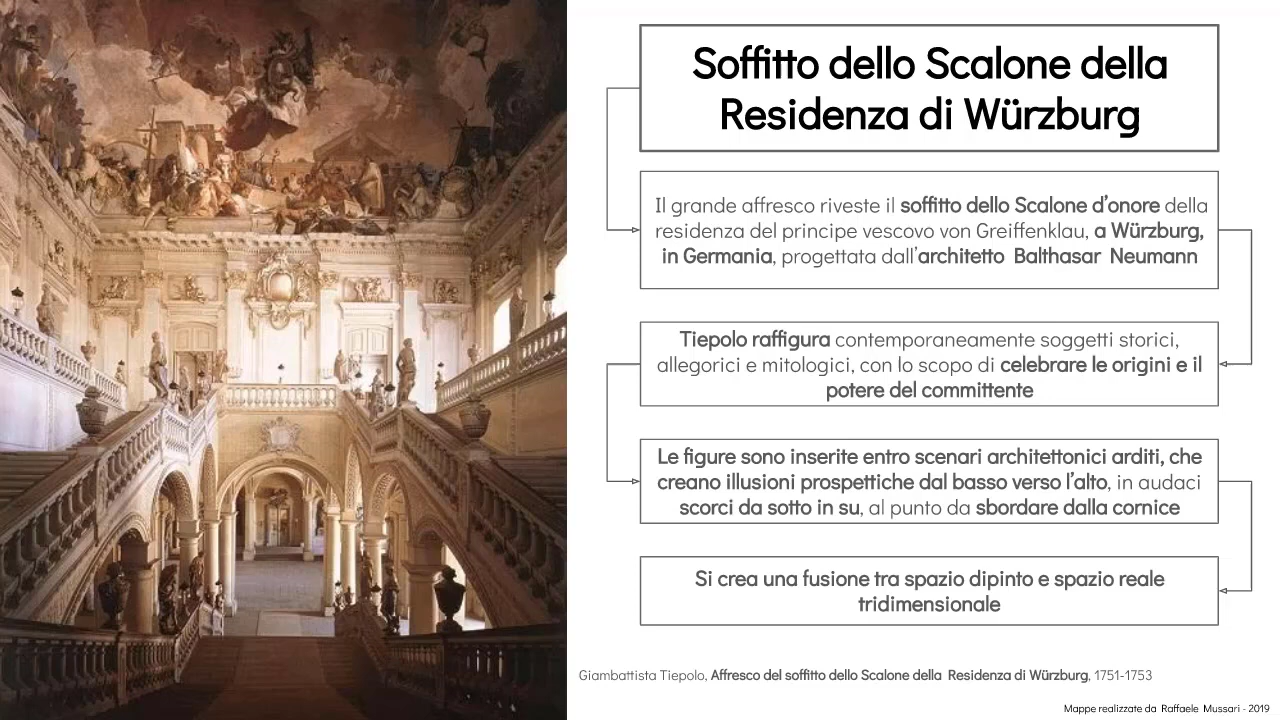 Soffitto dello Scalone della
Residenza di Würzburg
Il grande affresco riveste il soffitto dello Scalone d'onore della
residenza del principe vescovo von Greiffenklau, a Würzburg,
in Germania, progettata dall'architetto Balthasar Neumann
Tiepolo raffigura contemporaneamente soggetti storici,
allegorici e mitologici, con lo scopo di celebrare le origini e il
potere del committente
Le figure sono inserite entro scenari architettonici arditi, che
creano illusioni prospettiche dal basso verso l'alto, in audaci
scorci da sotto in su, al punto da sbordare dalla cornice
Si crea una fusione tra spazio dipinto e spazio reale
tridimensionale
Giambattista Tiepolo, Affresco del soffitto dello Scalone della Residenza di Würzburg, 1751-1753
Mappe realizzate da Raffaele Mussari - 2019